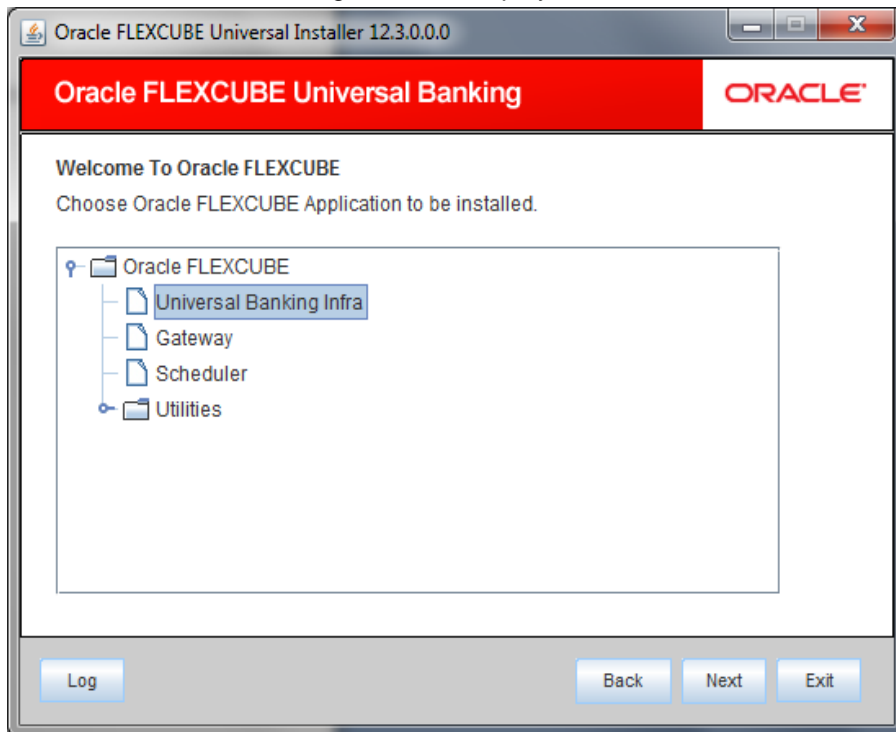 Oracle FLEXCUBE Universal Installer 12.3.0.0.0
Oracle FLEXCUBE Universal Banking
ORACLE
Welcome To Oracle FLEXCUBE
Choose Oracle FLEXCUBE Application to be installed.
Oracle FLEXCUBE
Universal Banking Infra
Gateway
Scheduler
Utilities
Log Back Next Exit